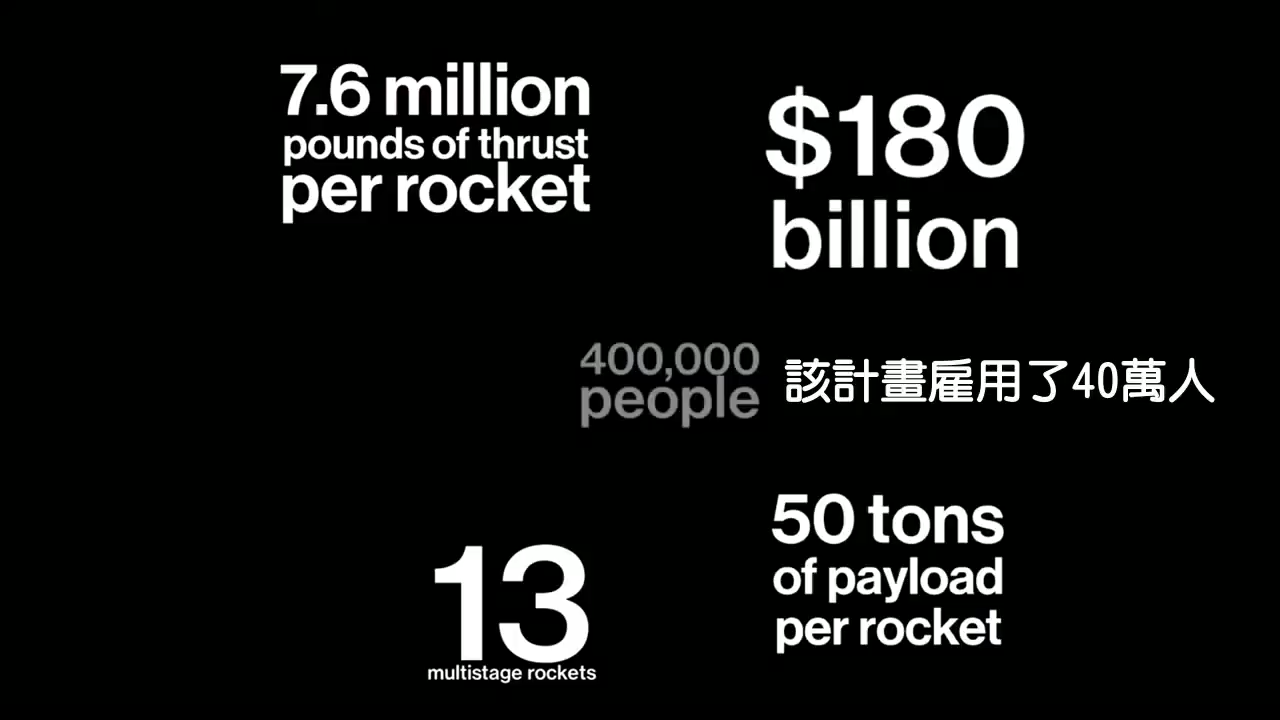 7.6 million
pounds of thrust
per rocket
$180
billion
400,000
people
該計畫雇用了40萬人
50 tons
of payload
per rocket
13
multistage rockets